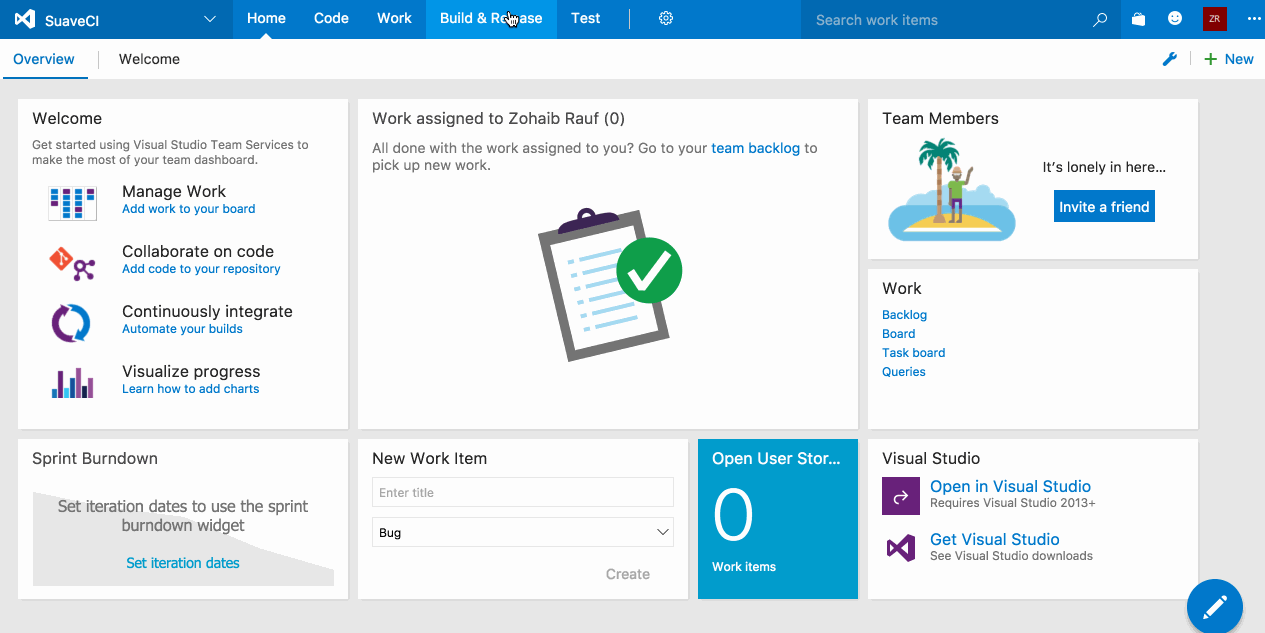 SuaveCI
Home
Code
Work
Build & Release
Test
Search work items
ZR
Overview
Welcome
New
Welcome
Get started using Visual Studio Team Services to
make the most of your team dashboard.
Manage Work
Add work to your board
Collaborate on code
Add code to your repository
Continuously integrate
Automate your builds
Visualize progress
Learn how to add charts
Work assigned to Zohaib Rauf (0)
All done with the work assigned to you? Go to your team backlog to
pick up new work.
Team Members
It's lonely in here...
Invite a friend
Work
Backlog
Board
Task board
Queries
Sprint Burndown
Set iteration dates to use the sprint
burndown widget
Set iteration dates
New Work Item
Enter title
Bug
Create
Open User Stor...
0
Work items
Visual Studio
Open in Visual Studio
Requires Visual Studio 2013+
Get Visual Studio
See Visual Studio downloads